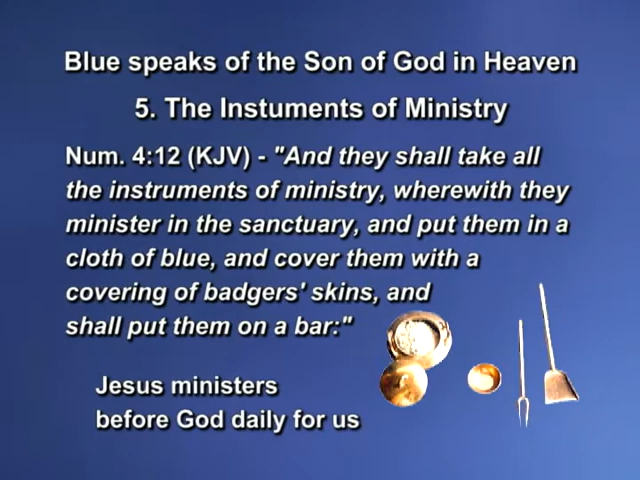 Blue speaks of the Son of God in Heaven
5. The Instuments of Ministry
Num. 4:12 (KJV) - "And they shall take all
the instruments of ministry, wherewith they
minister in the sanctuary, and put them in a
cloth of blue, and cover them with a
covering of badgers' skins, and
shall put them on a bar:"
Jesus ministers
before God daily for us